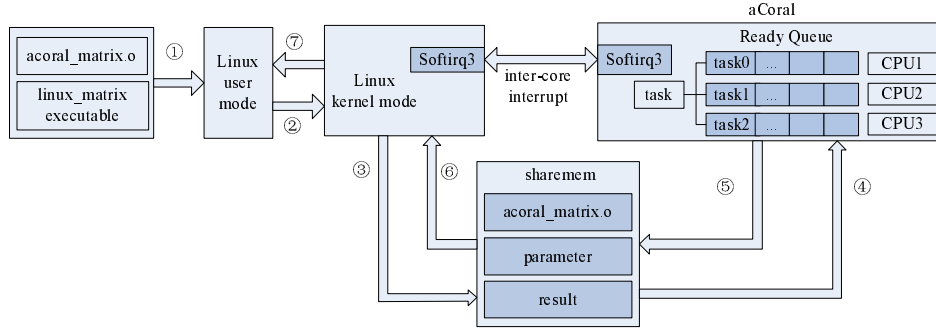 aCoral
acoral_matrix.o
linux_matrix
executable
①
Linux
user
mode
⑦
②
Linux
kernel mode
Softirq3
inter-core
interrupt
Softirq3
Ready Queue
task
task0
...
CPU1
task1
...
CPU2
task2
...
CPU3
③
⑥
⑤
④
sharemem
acoral_matrix.o
parameter
result